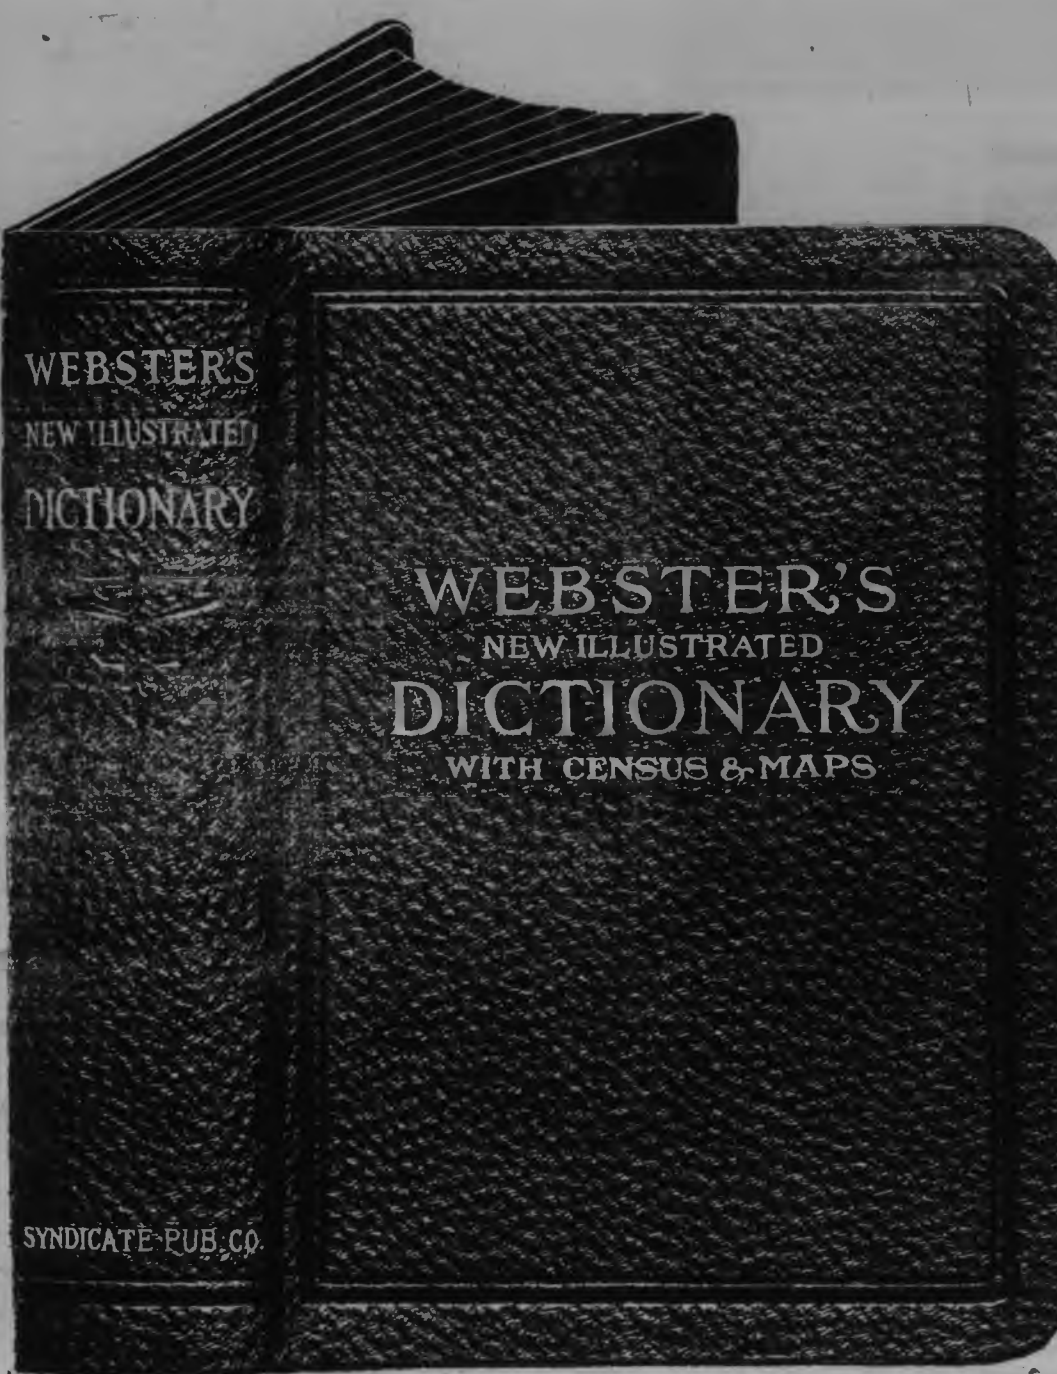 WEBSTER'S
NEW ILLUSTRATED
DICTIONARY
SYNDICATE PUB. CO.
WEBSTER'S
NEW ILLUSTRATED
DICTIONARY
WITH CENSUS & MAPS